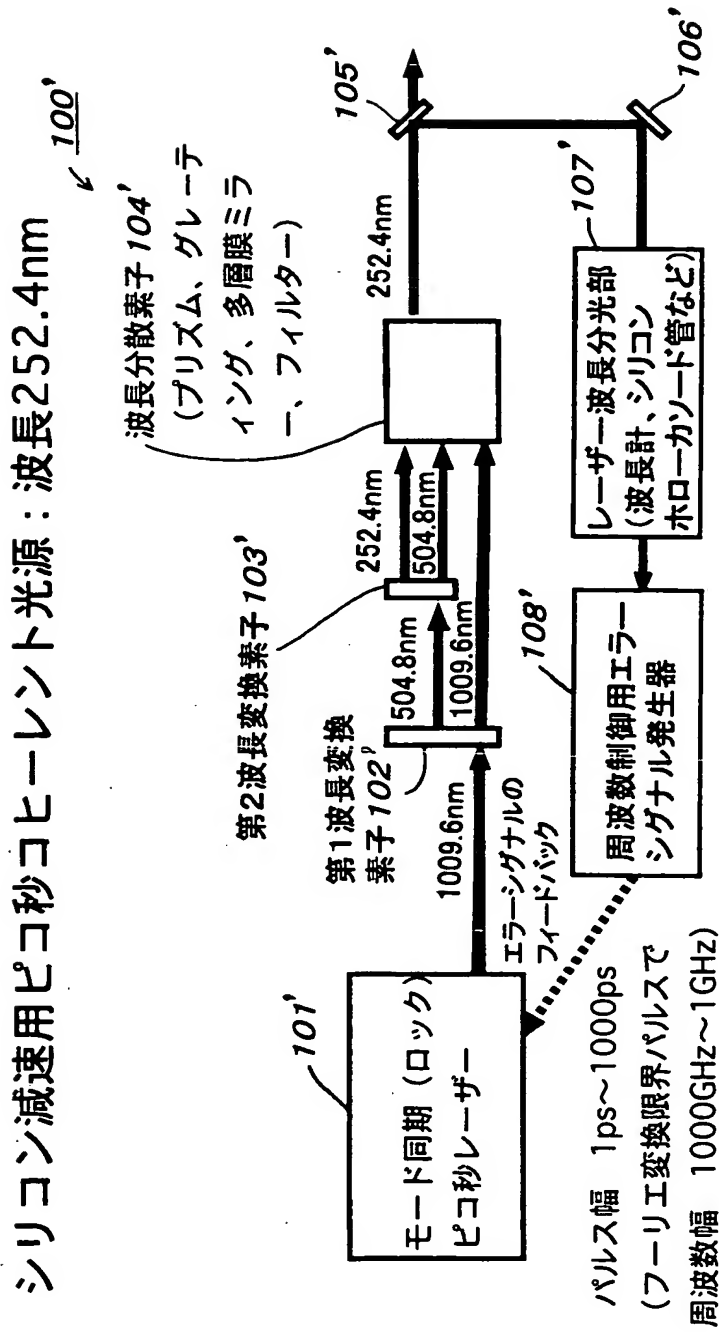 シリコン減速用ピコ秒コヒーレント光源：波長252.4nm
100'
波長分散素子104'
(プリズム、グレーテ
ィング、多層膜ミラ
ー、フィルター)
第2波長変換素子103'
第1波長変換
素子102'
101'
モード同期 (ロック)
ピコ秒レーザー
1009.6nm
504.8nm
1009.6nm
252.4nm
504.8nm
252.4nm
105'
106'
107'
レーザー波長分光部
(波長計、シリコン
ホローカソード管など)
108'
周波数制御用エラー
シグナル発生器
エラーシグナルの
フィードバック
パルス幅 1ps～1000ps
(フーリエ変換限界パルスで
周波数幅 1000GHz～1GHz)